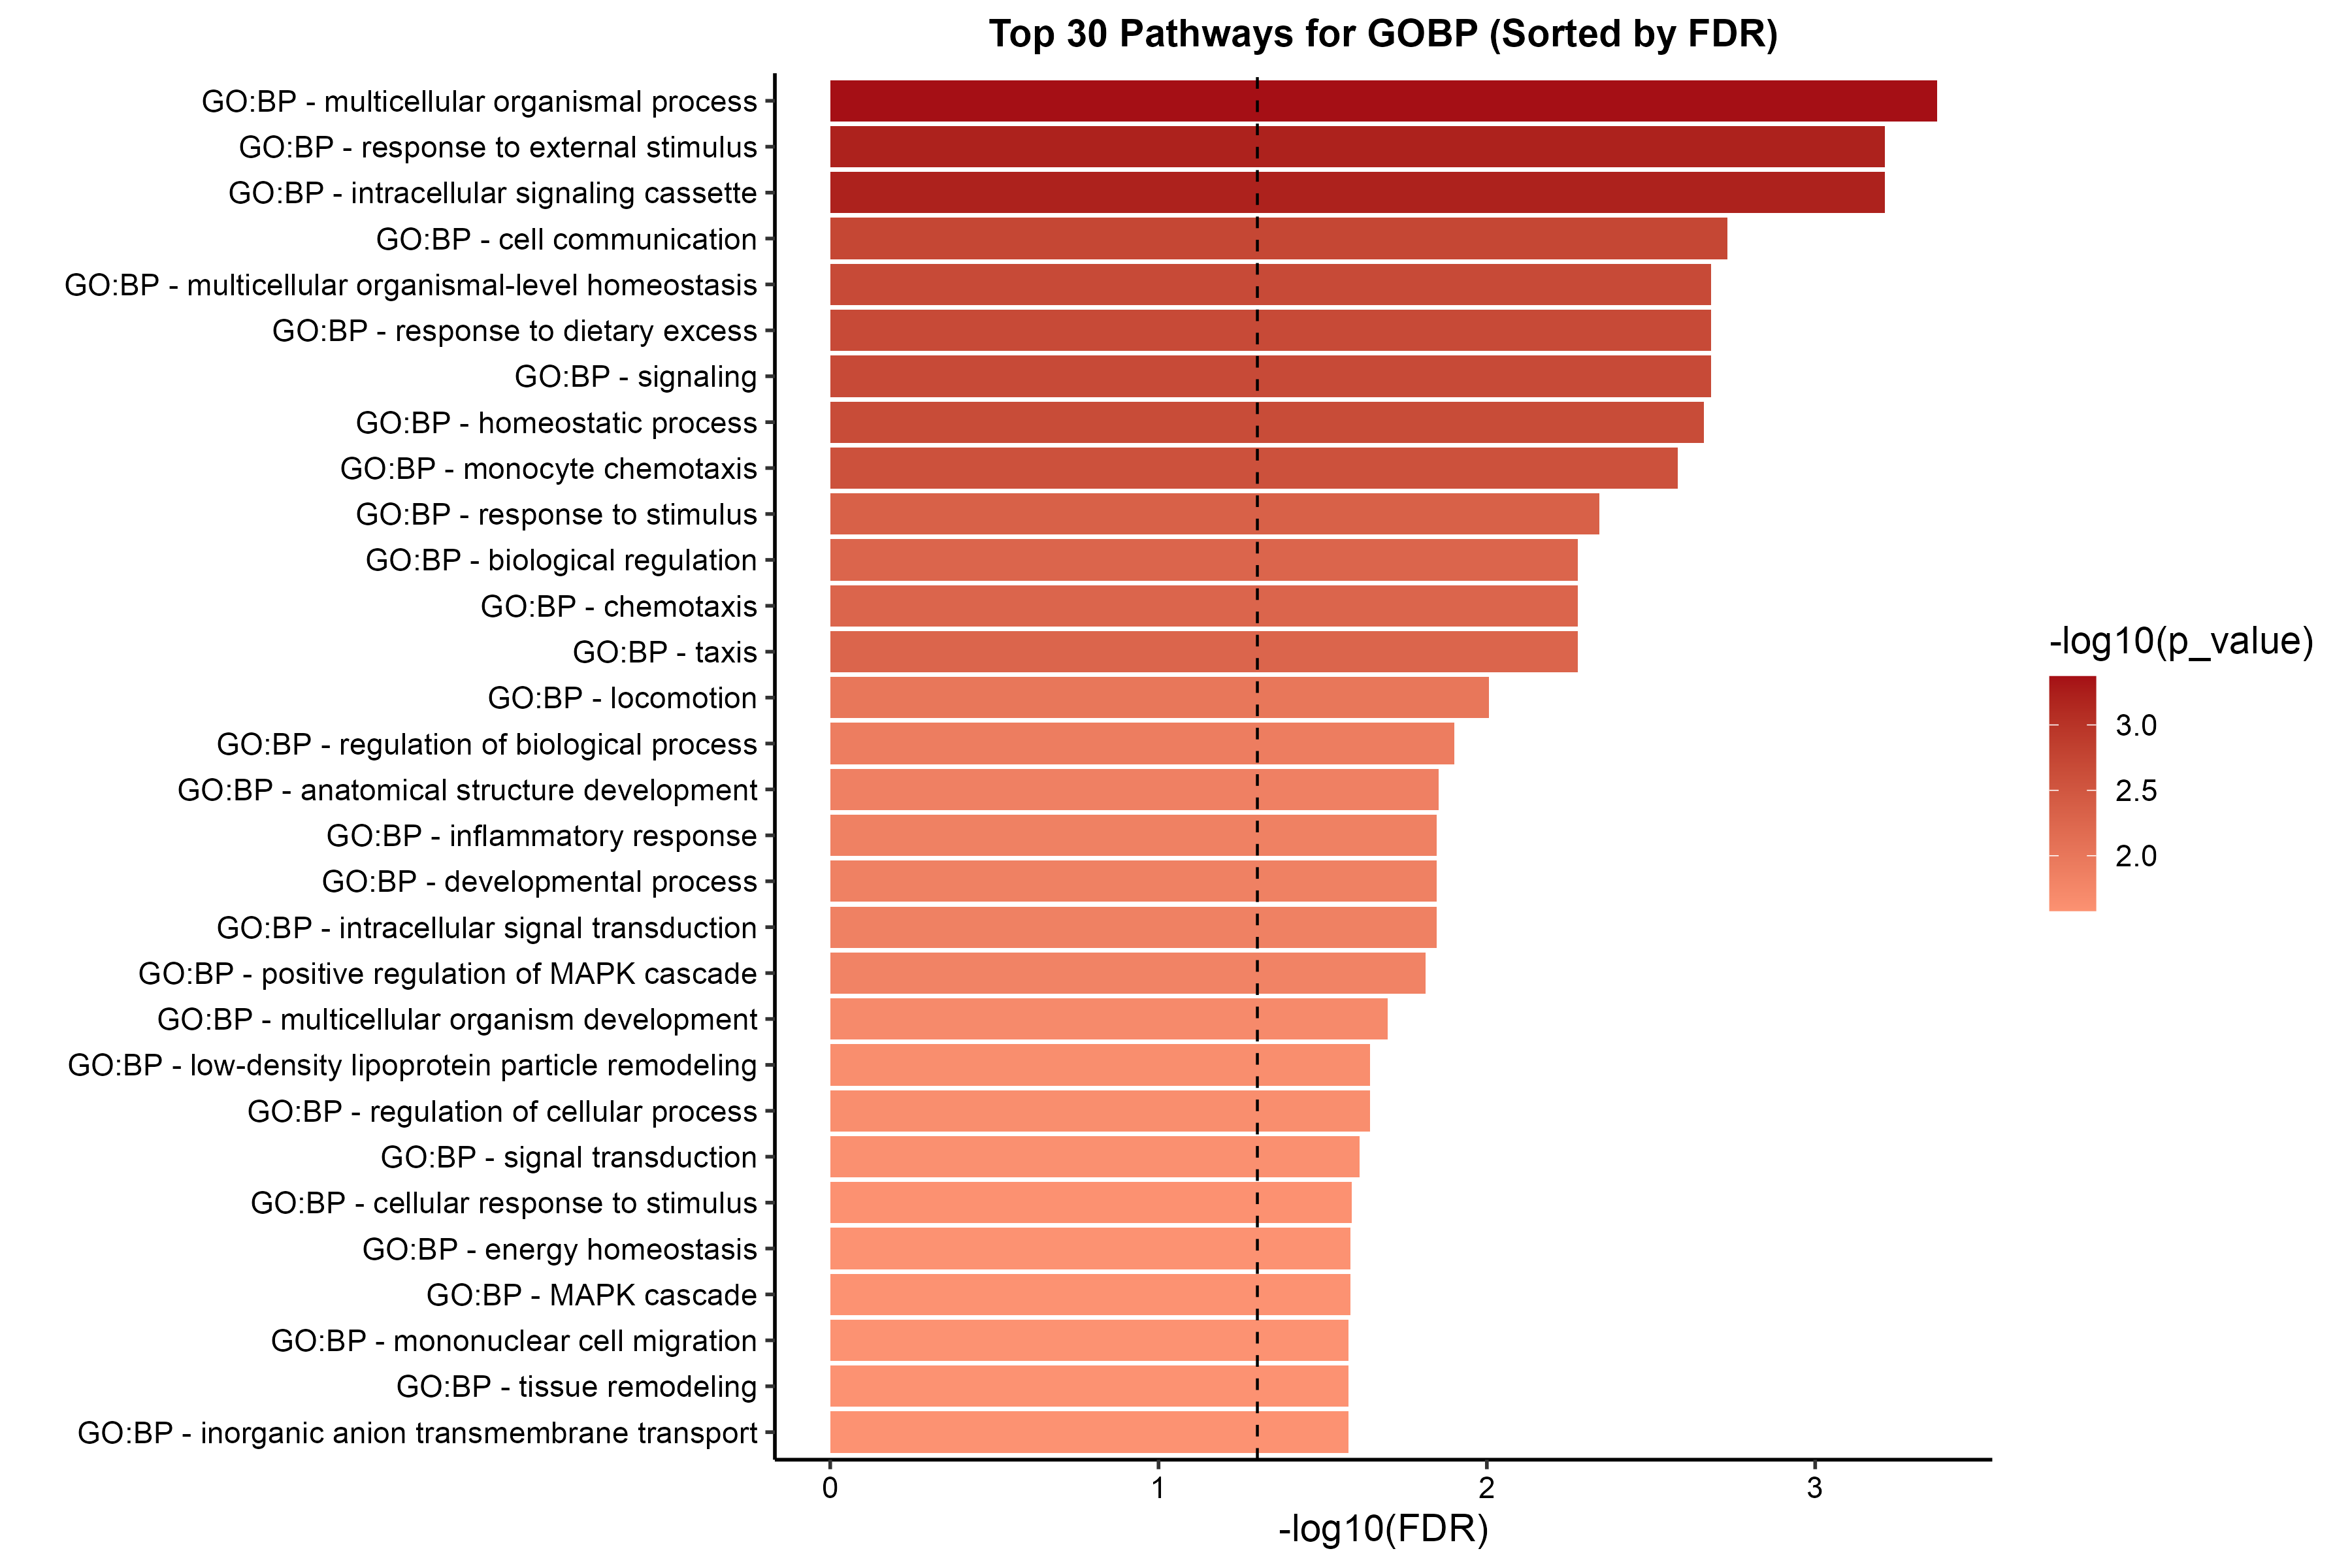 Top 30 Pathways for GOBP (Sorted by FDR)
GO:BP - multicellular organismal process
GO:BP - response to external stimulus
GO:BP - intracellular signaling cassette
GO:BP - cell communication
GO:BP - multicellular organismal-level homeostasis
GO:BP - response to dietary excess
GO:BP - signaling
GO:BP - homeostatic process
GO:BP - monocyte chemotaxis
GO:BP - response to stimulus
GO:BP - biological regulation
GO:BP - chemotaxis
GO:BP - taxis
GO:BP - locomotion
GO:BP - regulation of biological process
GO:BP - anatomical structure development
GO:BP - inflammatory response
GO:BP - developmental process
GO:BP - intracellular signal transduction
GO:BP - positive regulation of MAPK cascade
GO:BP - multicellular organism development
GO:BP - low-density lipoprotein particle remodeling
GO:BP - regulation of cellular process
GO:BP - signal transduction
GO:BP - cellular response to stimulus
GO:BP - energy homeostasis
GO:BP - MAPK cascade
GO:BP - mononuclear cell migration
GO:BP - tissue remodeling
GO:BP - inorganic anion transmembrane transport
0 1 2 3
-log10(FDR)
-log10(p_value)
3.0
2.5
2.0